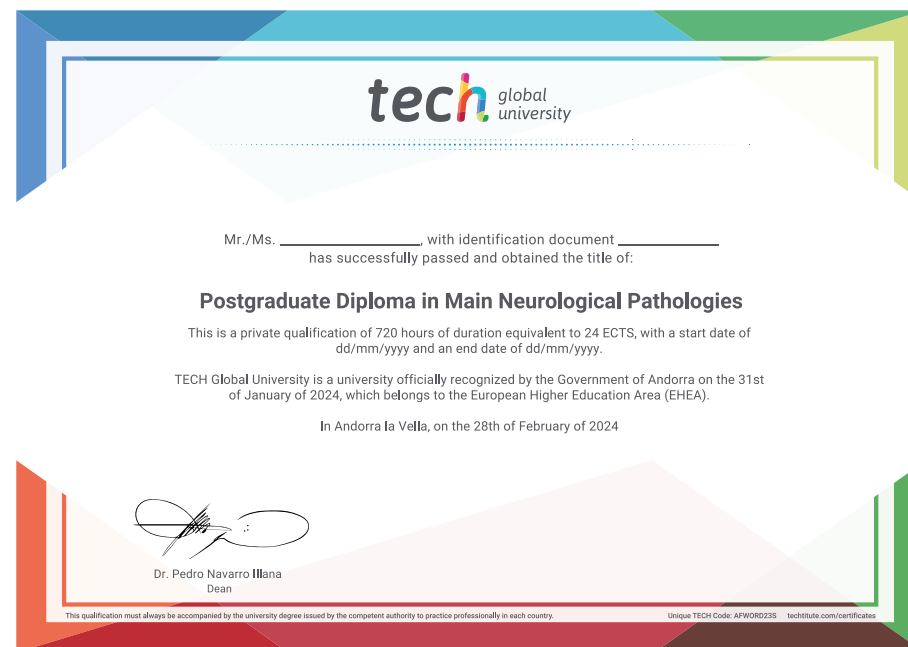 tech global
university
Mr./Ms. ____________________, with identification document ______________
has successfully passed and obtained the title of:
Postgraduate Diploma in Main Neurological Pathologies
This is a private qualification of 720 hours of duration equivalent to 24 ECTS, with a start date of
dd/mm/yyyy and an end date of dd/mm/yyyy.
TECH Global University is a university officially recognized by the Government of Andorra on the 31st
of January of 2024, which belongs to the European Higher Education Area (EHEA).
In Andorra la Vella, on the 28th of February of 2024
Dr. Pedro Navarro Illana
Dean
This qualification must always be accompanied by the university degree issued by the competent authority to practice professionally in each country.
Unique TECH Code: AFWORD23S techtitute.com/certificates